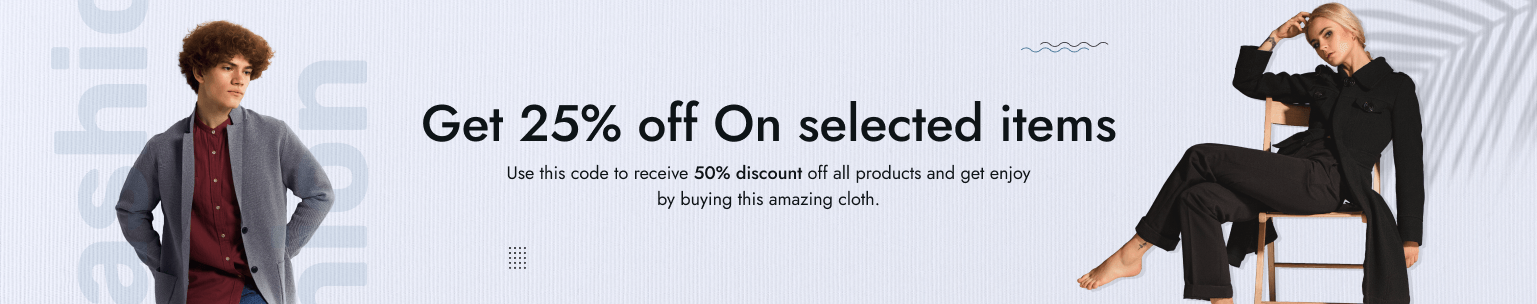 fashion
Get 25% off On selected items
Use this code to receive 50% discount off all products and get enjoy
by buying this amazing cloth.